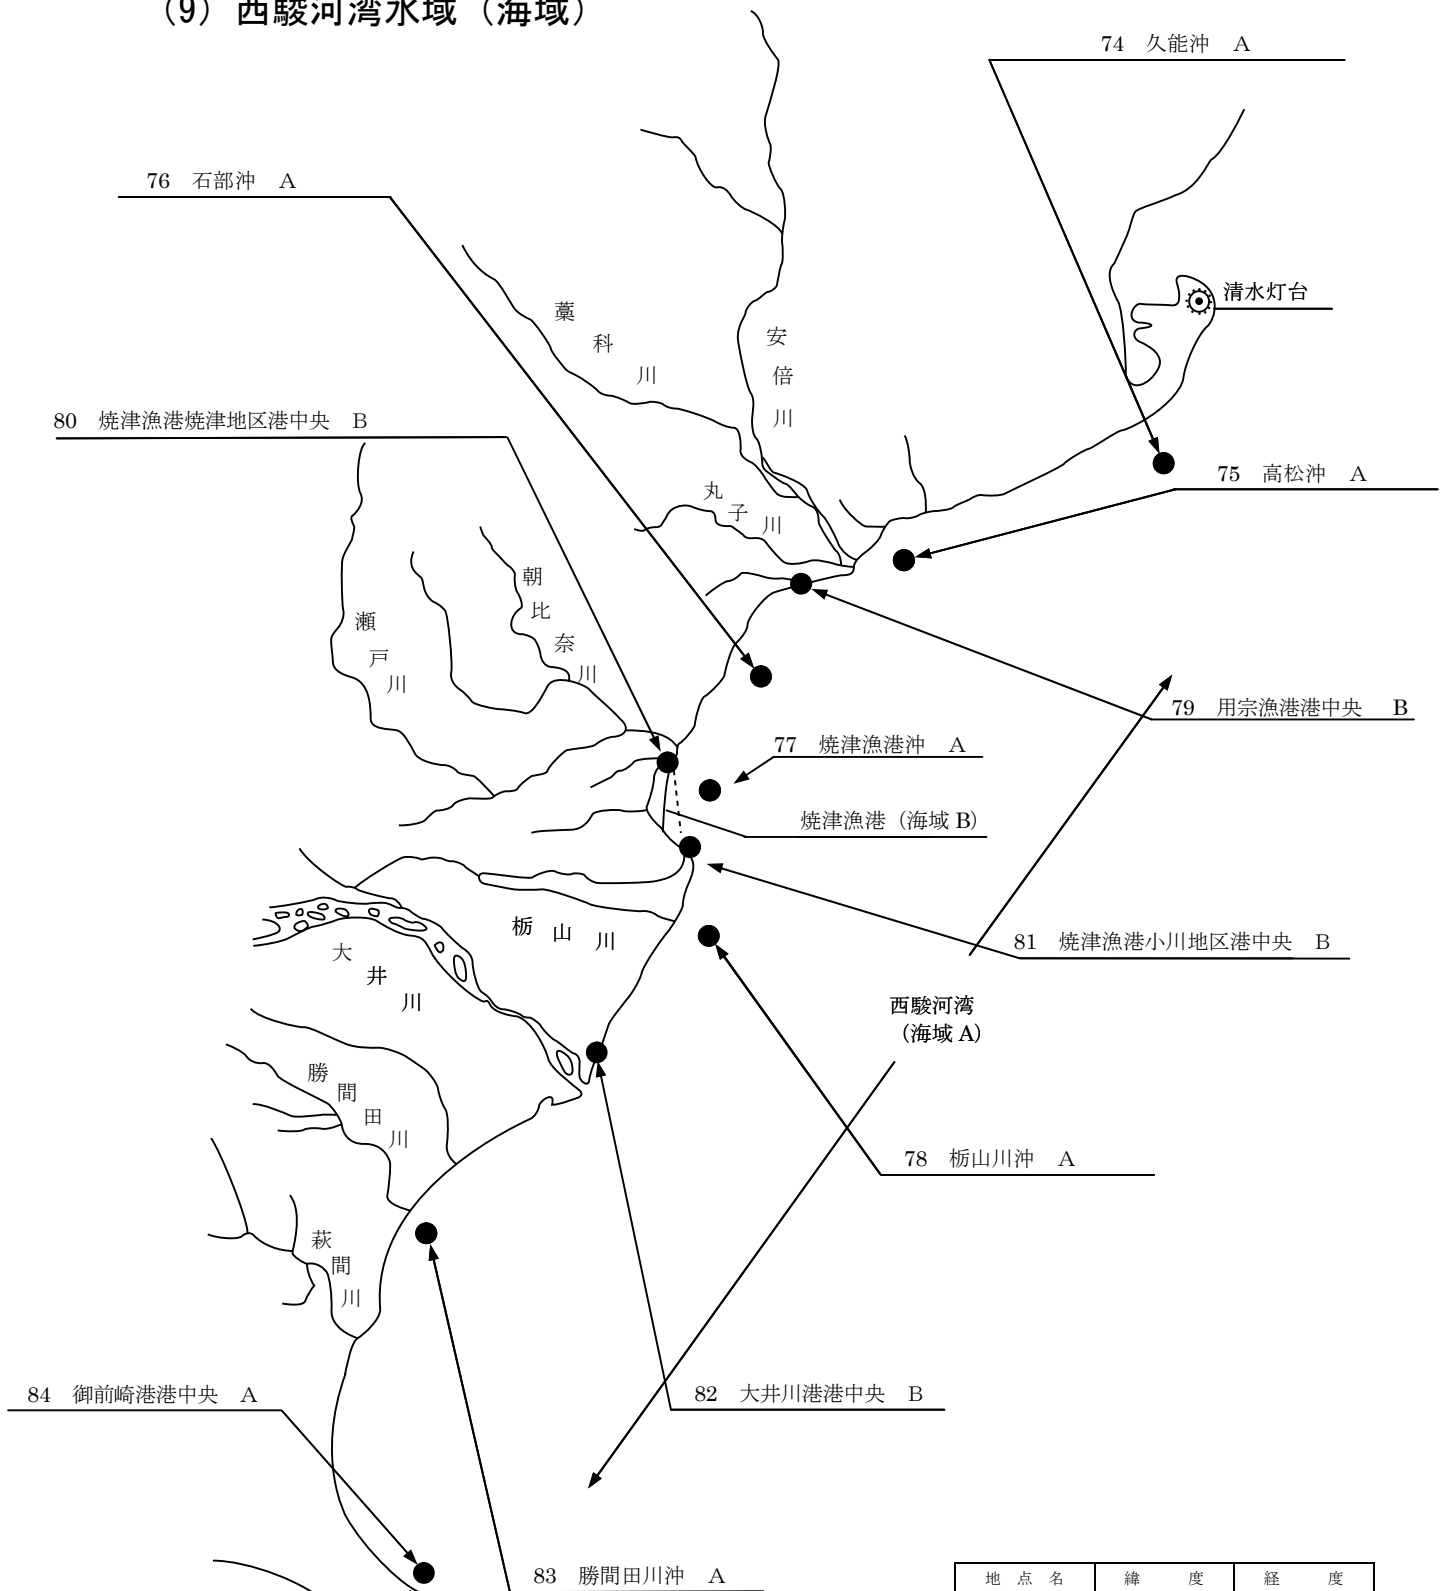 (9) 西駿河湾水域（海域）
74　久能沖　A
76　石部沖　A
清水灯台
藁科川
安倍川
80　焼津漁港焼津地区港中央　B
75　高松沖　A
丸子川
朝比奈川
瀬戸川
79　用宗漁港港中央　B
77　焼津漁港沖　A
焼津漁港（海域 B）
栃山川
81　焼津漁港小川地区港中央　B
大井川
西駿河湾
（海域 A）
勝間田川
78　栃山川沖　A
萩間川
84　御前崎港港中央　A
82　大井川港港中央　B
83　勝間田川沖　A
地点名　緯度　経度